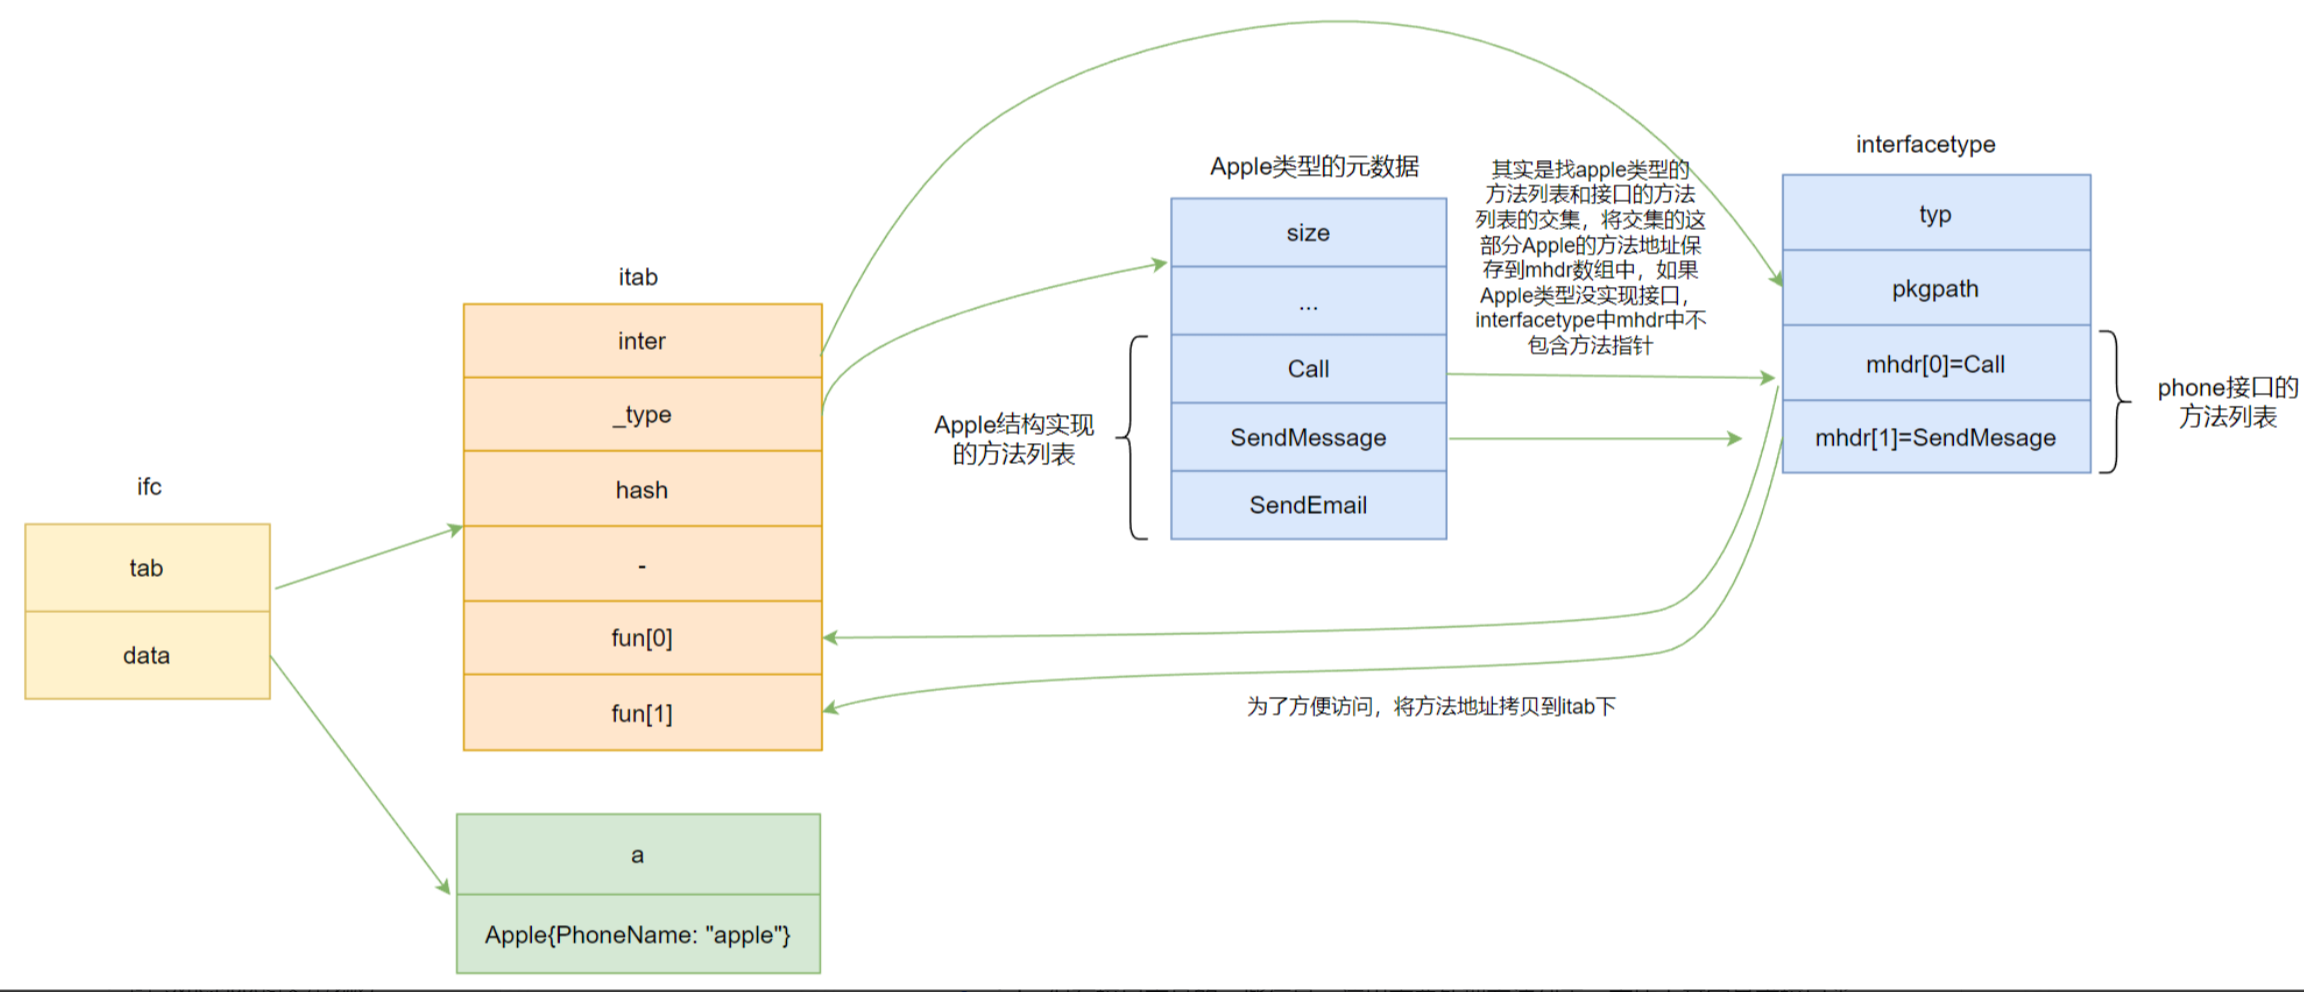 ifc
tab
data
itab
inter
_type
hash
-
fun[0]
fun[1]
a
Apple{PhoneName: "apple"}
Apple类型的元数据
size
...
Call
SendMessage
SendEmail
Apple结构实现
的方法列表
其实是找apple类型的
方法列表和接口的方法
列表的交集，将交集的这
部分Apple的方法地址保
存到mhdr数组中，如果
Apple类型没实现接口，
interfacetype中mhdr中不
包含方法指针
interfacetype
typ
pkgpath
mhdr[0]=Call
mhdr[1]=SendMesage
phone接口的
方法列表
为了方便访问，将方法地址拷贝到itab下